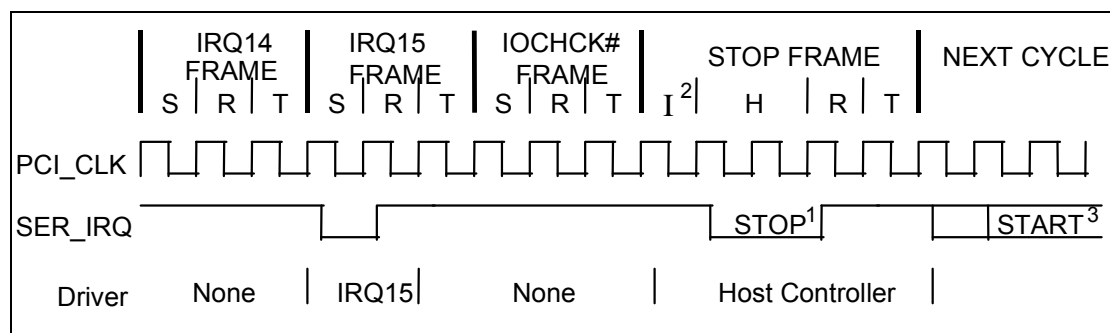 IRQ14 FRAME
IRQ15 FRAME
IOCHCK# FRAME
STOP FRAME
NEXT CYCLE
S R T S R T S R T I2 H R T
PCI_CLK
SER_IRQ STOP1 START3
Driver None IRQ15 None Host Controller